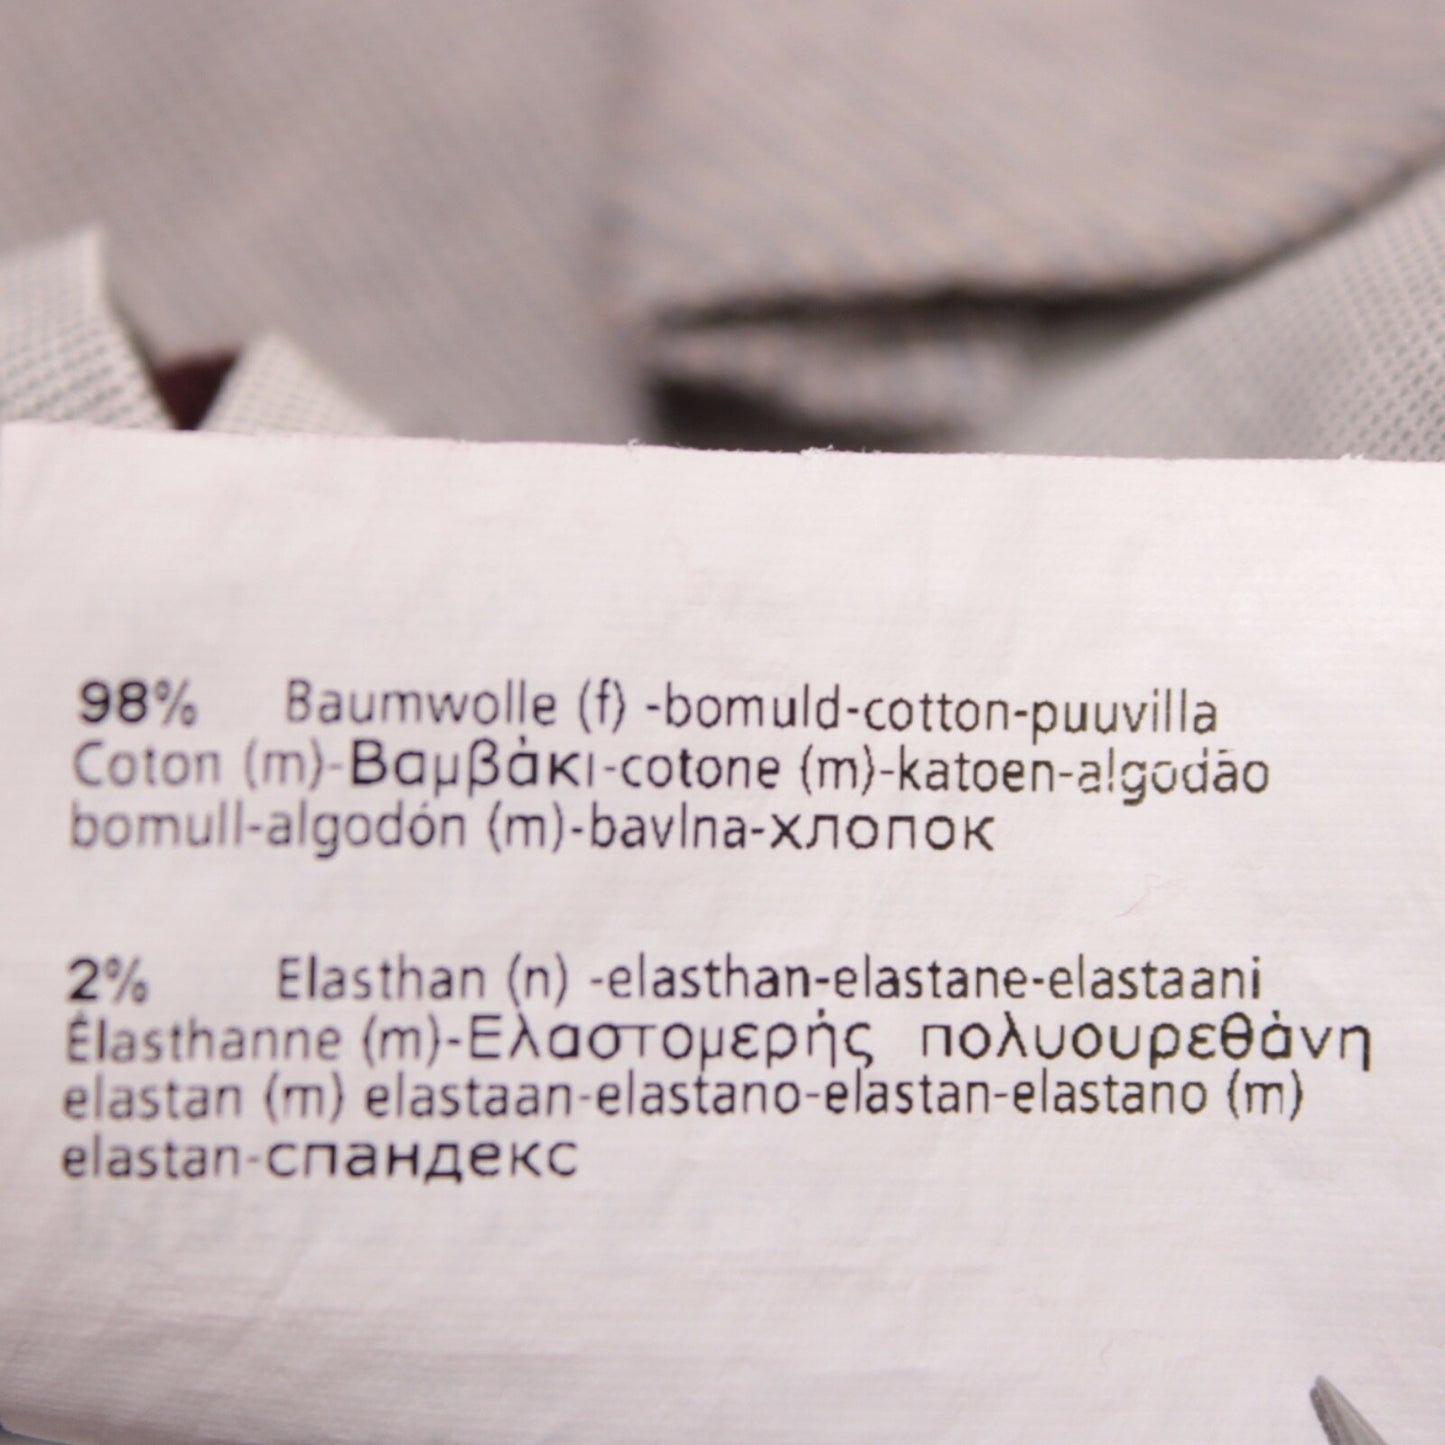 98% Baumwolle (f) -bomuld-cotton-puuvilla
Coton (m)-Βαμβάκι-cotone (m)-katoen-algodão
bomull-algodón (m)-bavlna-хлопок
2% Elasthan (n) -elasthan-elastane-elastaani
Élasthanne (m)-Ελαστομερής πολυουρεθάνη
elastan (m) elastaan-elastano-elastan-elastano (m)
elastan-спандекс